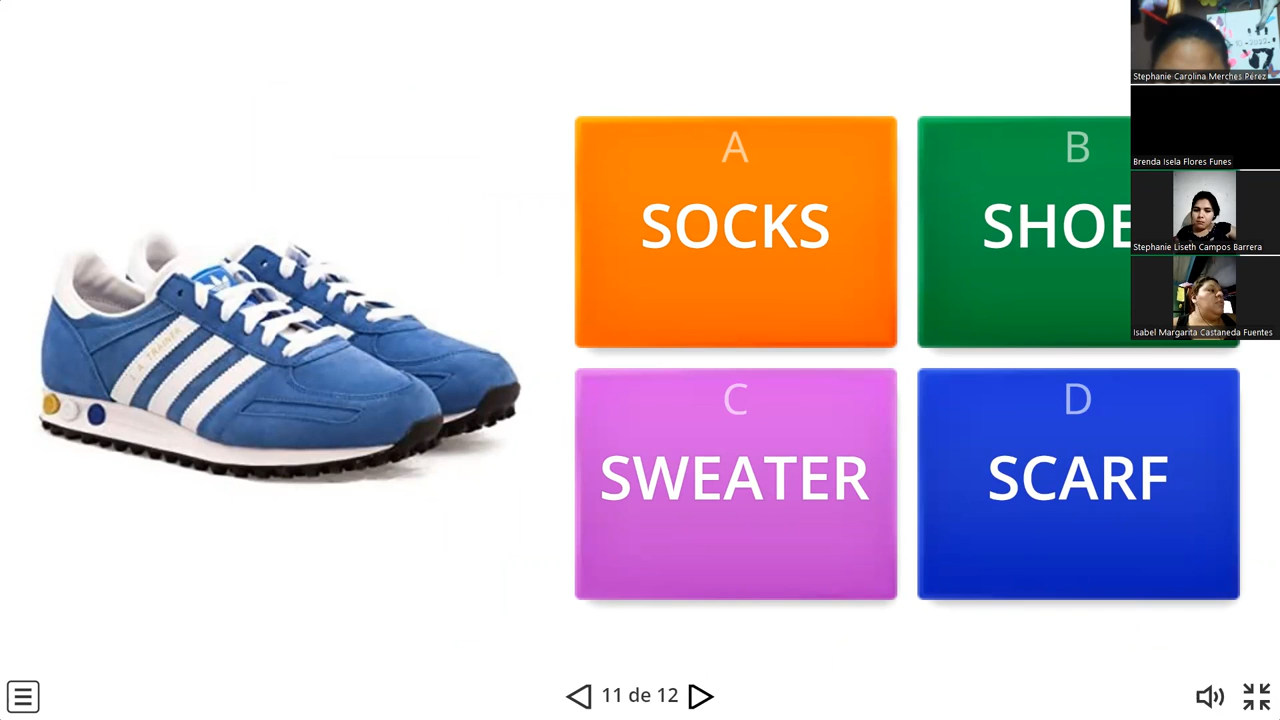 A
SOCKS
B
SHOE
C
SWEATER
D
SCARF
L.A. TRAINER
11 de 12
Stephanie Carolina Merches Perez
Brenda Isela Flores Funes
Stephanie Liseth Campos Barrera
Isabel Margarita Castaneda Fuentes